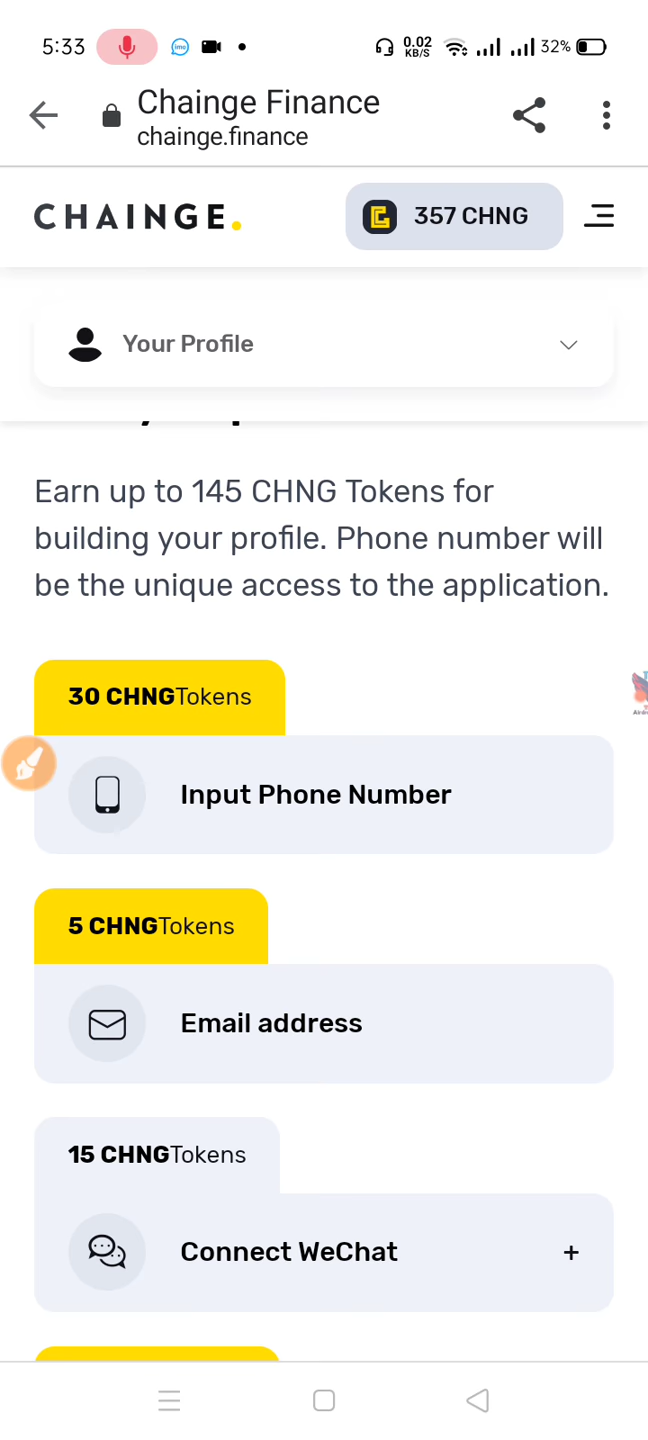 5:33
imo
0.02
KB/S
32%
Chainge Finance
chainge.finance
CHAINGE.
357 CHNG
Your Profile
Earn up to 145 CHNG Tokens for
building your profile. Phone number will
be the unique access to the application.
30 CHNGTokens
Input Phone Number
5 CHNGTokens
Email address
15 CHNGTokens
Connect WeChat +